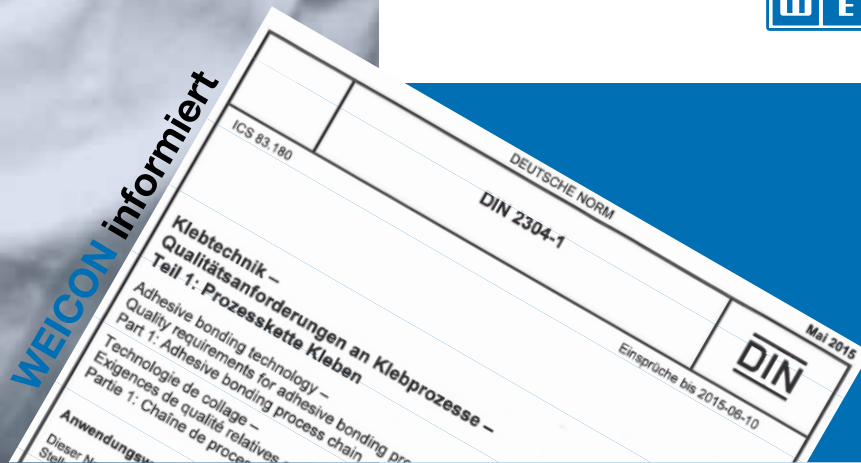 W E
WEICON informiert
Mai 2015
DEUTSCHE NORM
DIN 2304-1
DIN
ICS 83.180
Einsprüche bis 2015-06-10
Klebtechnik –
Qualitätsanforderungen an Klebprozesse –
Teil 1: Prozesskette Kleben
Adhesive bonding technology –
Quality requirements for adhesive bonding
Part 1: Adhesive bonding process chain
Technologie de collage –
Exigences de qualité relatives
Partie 1: Chaîne de
Dieser